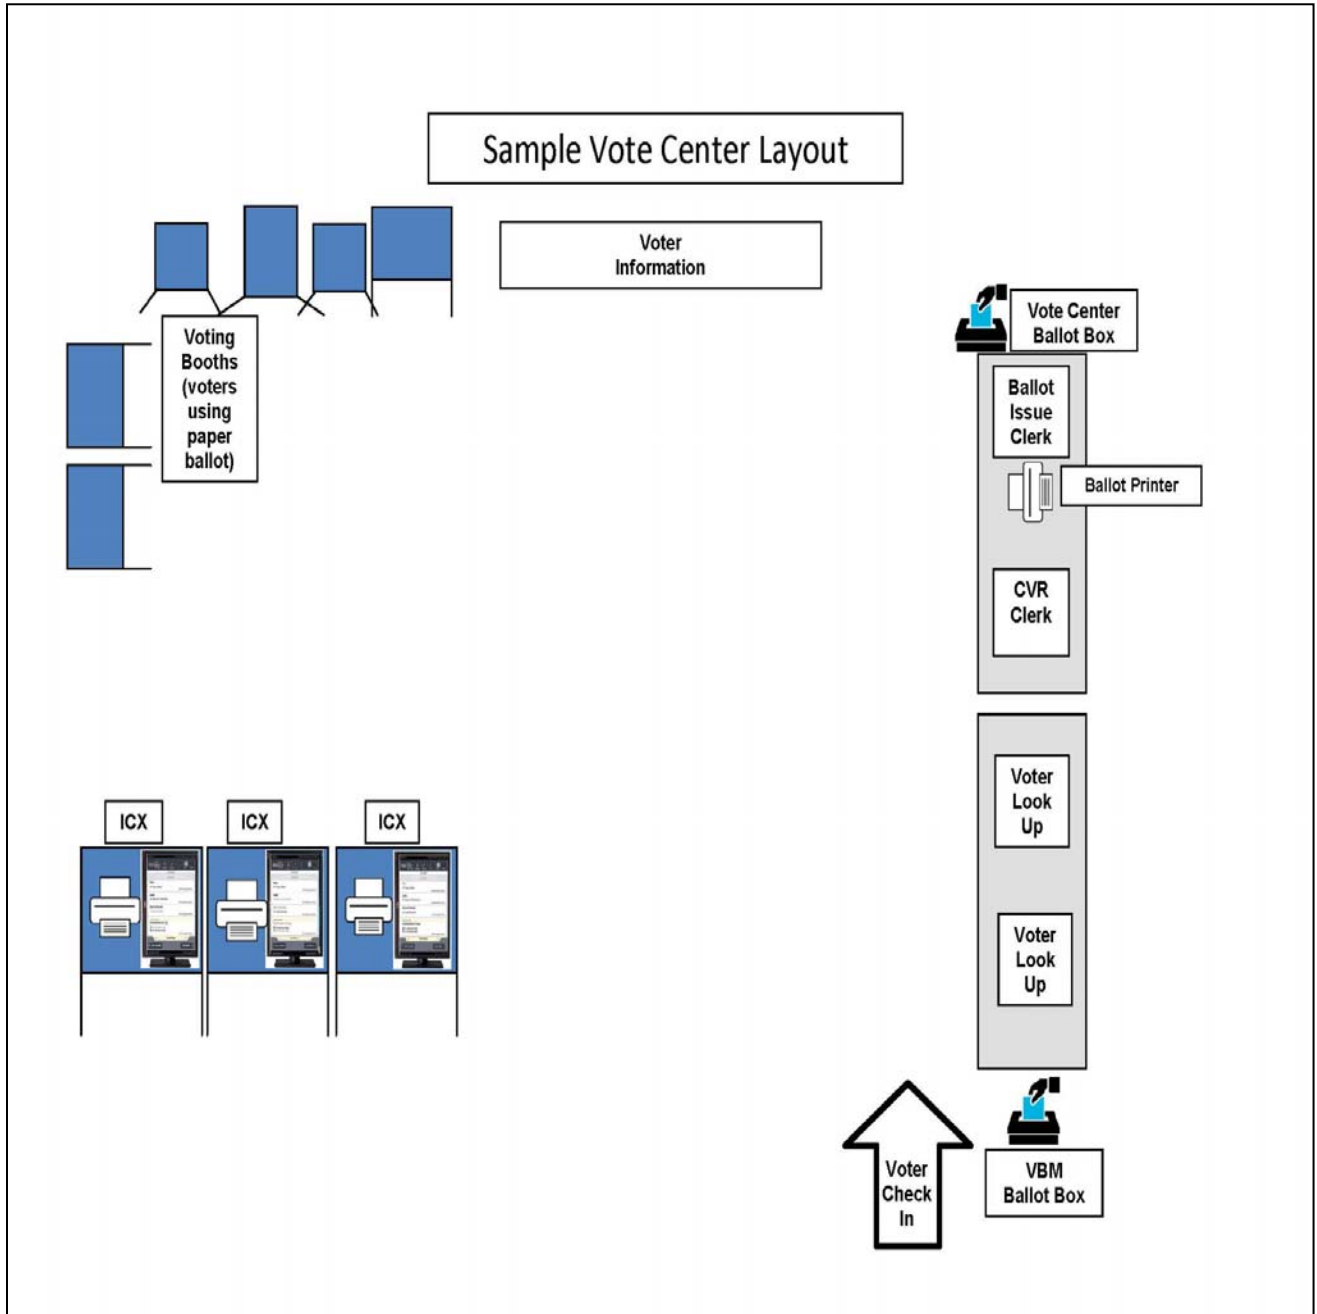 Sample Vote Center Layout
Voter
Information
Vote Center
Ballot Box
Voting
Booths
(voters
using
paper
ballot)
Ballot
Issue
Clerk
Ballot Printer
CVR
Clerk
Voter
Look
Up
ICX
ICX
ICX
Voter
Look
Up
Voter
Check
In
VBM
Ballot Box